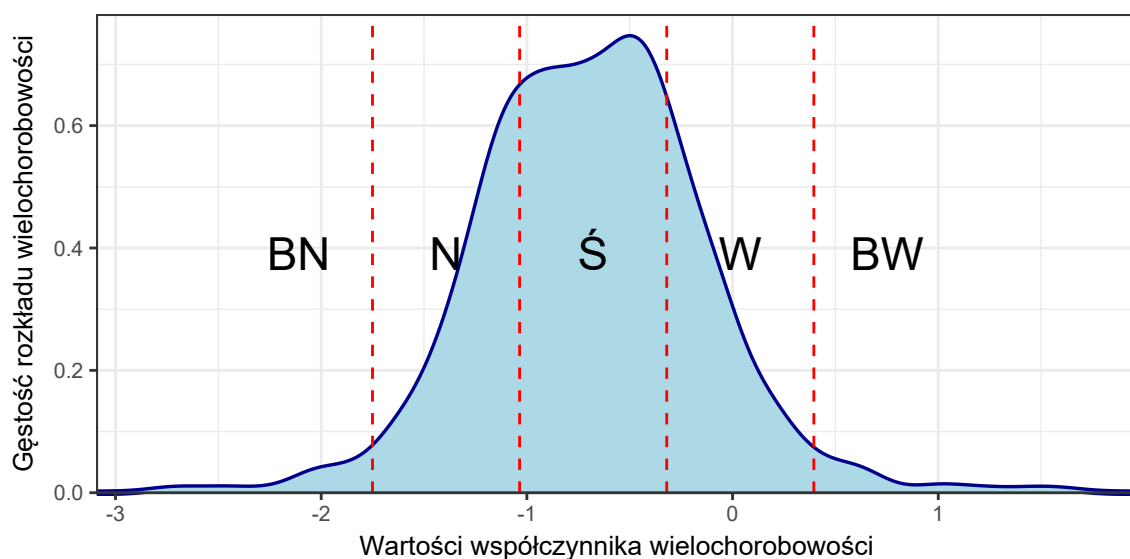 Gęstość rozkładu wielochorobowości
0.6
0.4
0.2
0.0
BN N Ś W BW
-3 -2 -1 0 1
Wartości współczynnika wielochorobowości